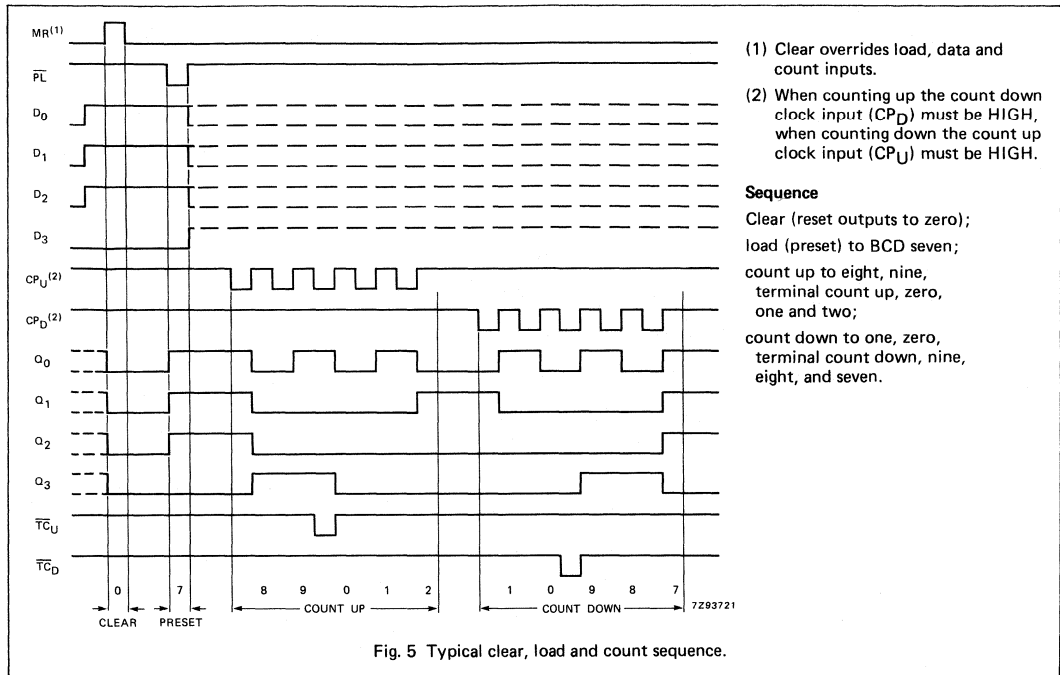 MR(1)
PL
D0
D1
D2
D3
CPU(2)
CPD(2)
Q0
Q1
Q2
Q3
TCU
TCD
0 7 8 9 0 1 2 1 0 9 8 7
CLEAR PRESET COUNT UP COUNT DOWN 7Z93721
(1) Clear overrides load, data and
count inputs.
(2) When counting up the count down
clock input (CPD) must be HIGH,
when counting down the count up
clock input (CPU) must be HIGH.
Sequence
Clear (reset outputs to zero);
load (preset) to BCD seven;
count up to eight, nine,
terminal count up, zero,
one and two;
count down to one, zero,
terminal count down, nine,
eight, and seven.
Fig. 5 Typical clear, load and count sequence.